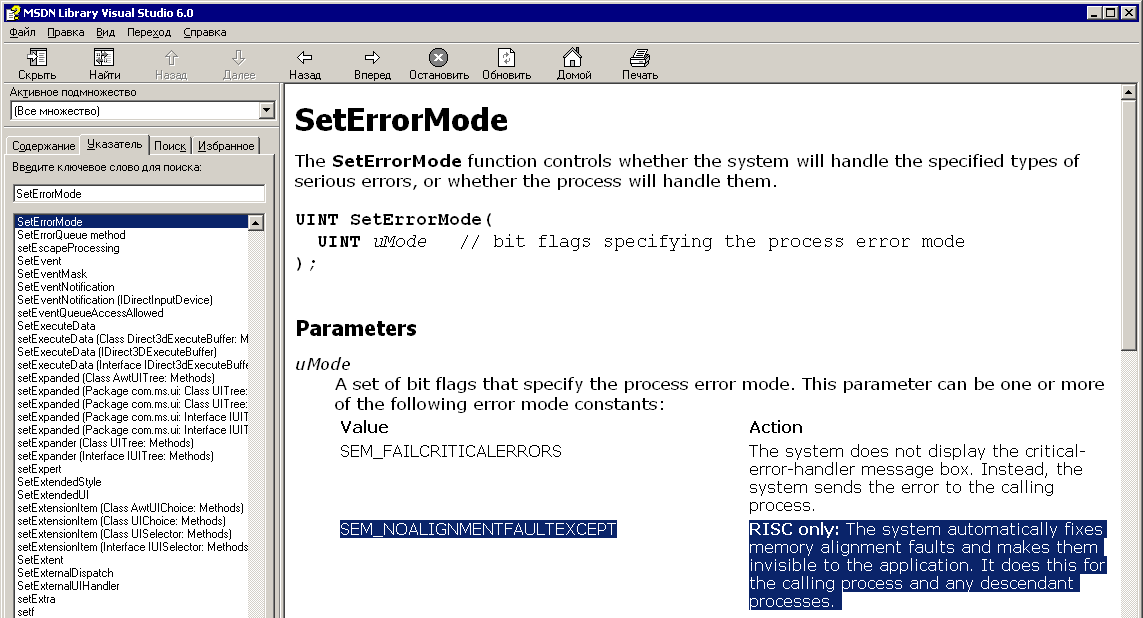 MSDN Library Visual Studio 6.0
Файл Правка Вид Переход Справка
Скрыть Найти Назад Далее Назад Вперед Остановить Обновить Домой Печать
Активное подмножество
(Все множество)
Содержание Указатель Поиск Избранное
Введите ключевое слово для поиска:
SetErrorMode
SetErrorMode
SetErrorQueue method
setEscapeProcessing
SetEvent
SetEventMask
SetEventNotification
SetEventNotification (IDirectInputDevice)
setEventQueueAccessAllowed
SetExecuteData
setExecuteData (Class Direct3dExecuteBuffer: M
SetExecuteData (IDirect3DExecuteBuffer)
setExecuteData (Interface IDirect3dExecuteBuffe
setExpanded (Class AwtUITree: Methods)
setExpanded (Package com.ms.ui: Class UITree:
setExpanded (Package com.ms.ui: Class UITree:
setExpanded (Package com.ms.ui: Interface IUIT
setExpanded (Package com.ms.ui: Interface IUIT
setExpander (Class UITree: Methods)
setExpander (Interface IUITree: Methods)
setExpert
SetExtendedStyle
SetExtendedUI
setExtensionItem (Class AwtUIChoice: Methods)
setExtensionItem (Class UIChoice: Methods)
setExtensionItem (Class UISelector: Methods)
setExtensionItem (Interface IUISelector: Methods
SetExtent
SetExternalDispatch
SetExternalUIHandler
setExtra
setf
SetErrorMode
The SetErrorMode function controls whether the system will handle the specified types of
serious errors, or whether the process will handle them.
UINT SetErrorMode(
UINT uMode // bit flags specifying the process error mode
);
Parameters
uMode
A set of bit flags that specify the process error mode. This parameter can be one or more
of the following error mode constants:
Value Action
SEM_FAILCRITICALERRORS The system does not display the critical-
error-handler message box. Instead, the
system sends the error to the calling
process.
SEM_NOALIGNMENTFAULTEXCEPT RISC only: The system automatically fixes
memory alignment faults and makes them
invisible to the application. It does this for
the calling process and any descendant
processes.